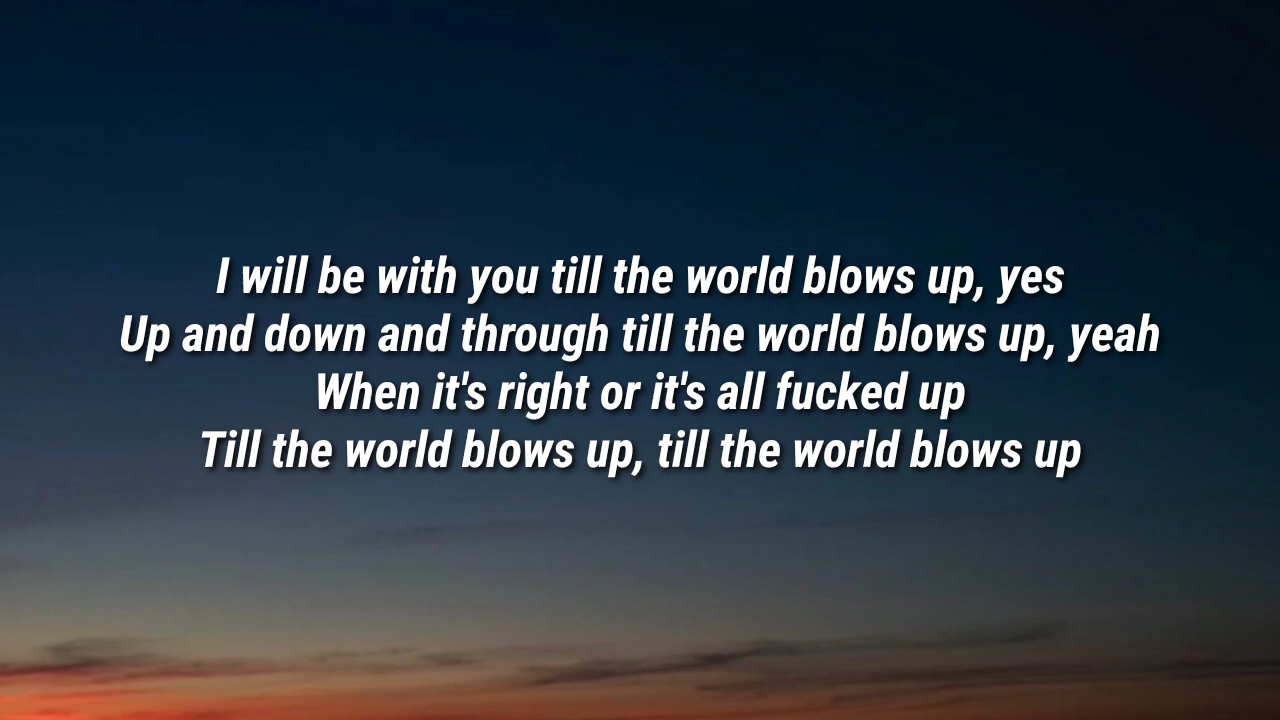 I will be with you till the world blows up, yes
Up and down and through till the world blows up, yeah
When it's right or it's all fucked up
Till the world blows up, till the world blows up